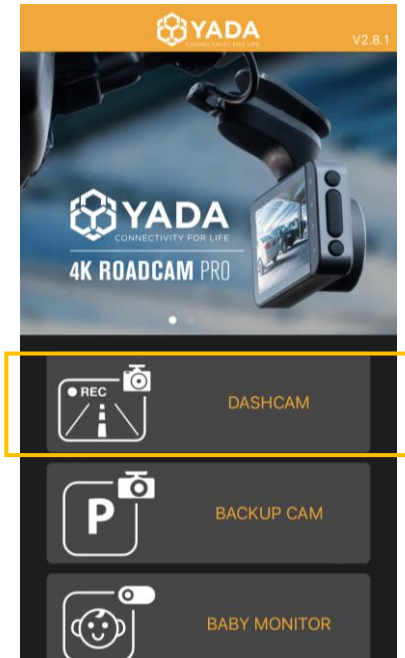 YADA
CONNECTIVITY FOR LIFE
V2.8.1
YADA
CONNECTIVITY FOR LIFE
4K ROADCAM PRO
REC
DASHCAM
P
BACKUP CAM
BABY MONITOR